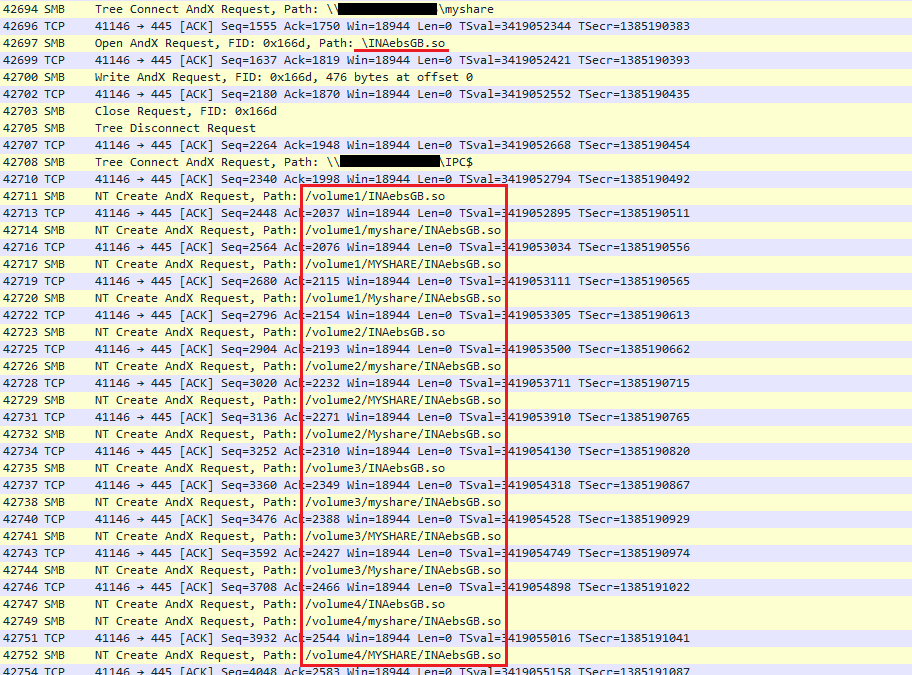 42694 SMB Tree Connect AndX Request, Path: \\ \myshare
42696 TCP 41146 → 445 [ACK] Seq=1555 Ack=1750 Win=18944 Len=0 TSval=3419052344 TSecr=1385190383
42697 SMB Open AndX Request, FID: 0x166d, Path: \INAebsGB.so
42699 TCP 41146 → 445 [ACK] Seq=1637 Ack=1819 Win=18944 Len=0 TSval=3419052421 TSecr=1385190393
42700 SMB Write AndX Request, FID: 0x166d, 476 bytes at offset 0
42702 TCP 41146 → 445 [ACK] Seq=2180 Ack=1870 Win=18944 Len=0 TSval=3419052552 TSecr=1385190435
42703 SMB Close Request, FID: 0x166d
42705 SMB Tree Disconnect Request
42707 TCP 41146 → 445 [ACK] Seq=2264 Ack=1948 Win=18944 Len=0 TSval=3419052668 TSecr=1385190454
42708 SMB Tree Connect AndX Request, Path: \\ \IPC$
42710 TCP 41146 → 445 [ACK] Seq=2340 Ack=1998 Win=18944 Len=0 TSval=3419052794 TSecr=1385190492
42711 SMB NT Create AndX Request, Path: /volume1/INAebsGB.so
42713 TCP 41146 → 445 [ACK] Seq=2448 Ack=2037 Win=18944 Len=0 TSval=3419052895 TSecr=1385190511
42714 SMB NT Create AndX Request, Path: /volume1/myshare/INAebsGB.so
42716 TCP 41146 → 445 [ACK] Seq=2564 Ack=2076 Win=18944 Len=0 TSval=3419053034 TSecr=1385190556
42717 SMB NT Create AndX Request, Path: /volume1/MYSHARE/INAebsGB.so
42719 TCP 41146 → 445 [ACK] Seq=2680 Ack=2115 Win=18944 Len=0 TSval=3419053111 TSecr=1385190565
42720 SMB NT Create AndX Request, Path: /volume1/Myshare/INAebsGB.so
42722 TCP 41146 → 445 [ACK] Seq=2796 Ack=2154 Win=18944 Len=0 TSval=3419053305 TSecr=1385190613
42723 SMB NT Create AndX Request, Path: /volume2/INAebsGB.so
42725 TCP 41146 → 445 [ACK] Seq=2904 Ack=2193 Win=18944 Len=0 TSval=3419053500 TSecr=1385190662
42726 SMB NT Create AndX Request, Path: /volume2/myshare/INAebsGB.so
42728 TCP 41146 → 445 [ACK] Seq=3020 Ack=2232 Win=18944 Len=0 TSval=3419053711 TSecr=1385190715
42729 SMB NT Create AndX Request, Path: /volume2/MYSHARE/INAebsGB.so
42731 TCP 41146 → 445 [ACK] Seq=3136 Ack=2271 Win=18944 Len=0 TSval=3419053910 TSecr=1385190765
42732 SMB NT Create AndX Request, Path: /volume2/Myshare/INAebsGB.so
42734 TCP 41146 → 445 [ACK] Seq=3252 Ack=2310 Win=18944 Len=0 TSval=3419054130 TSecr=1385190820
42735 SMB NT Create AndX Request, Path: /volume3/INAebsGB.so
42737 TCP 41146 → 445 [ACK] Seq=3360 Ack=2349 Win=18944 Len=0 TSval=3419054318 TSecr=1385190867
42738 SMB NT Create AndX Request, Path: /volume3/myshare/INAebsGB.so
42740 TCP 41146 → 445 [ACK] Seq=3476 Ack=2388 Win=18944 Len=0 TSval=3419054528 TSecr=1385190929
42741 SMB NT Create AndX Request, Path: /volume3/MYSHARE/INAebsGB.so
42743 TCP 41146 → 445 [ACK] Seq=3592 Ack=2427 Win=18944 Len=0 TSval=3419054749 TSecr=1385190974
42744 SMB NT Create AndX Request, Path: /volume3/Myshare/INAebsGB.so
42746 TCP 41146 → 445 [ACK] Seq=3708 Ack=2466 Win=18944 Len=0 TSval=3419054898 TSecr=1385191022
42747 SMB NT Create AndX Request, Path: /volume4/INAebsGB.so
42749 SMB NT Create AndX Request, Path: /volume4/myshare/INAebsGB.so
42751 TCP 41146 → 445 [ACK] Seq=3932 Ack=2544 Win=18944 Len=0 TSval=3419055016 TSecr=1385191041
42752 SMB NT Create AndX Request, Path: /volume4/MYSHARE/INAebsGB.so
42754 TCP 41146 → 445 [ACK] Seq=4048 Ack=2583 Win=18944 Len=0 TSval=3419055158 TSecr=1385191087